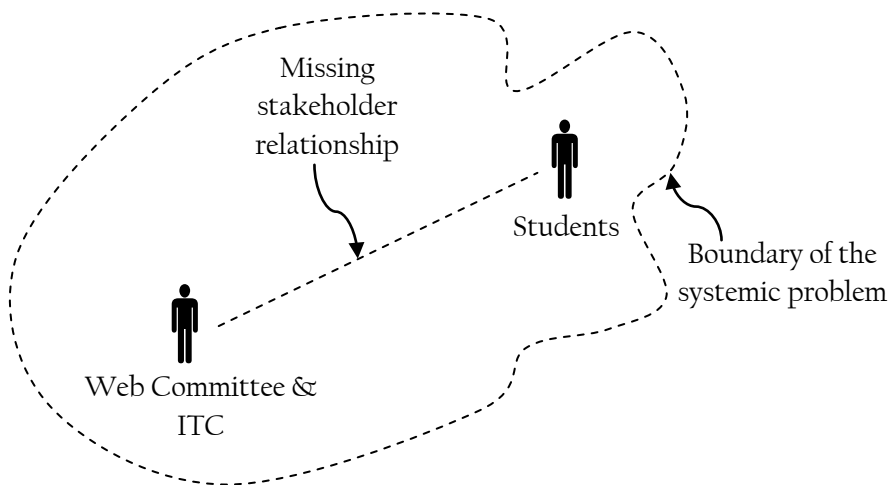 Missing
stakeholder
relationship
Students
Boundary of the
systemic problem
Web Committee &
ITC